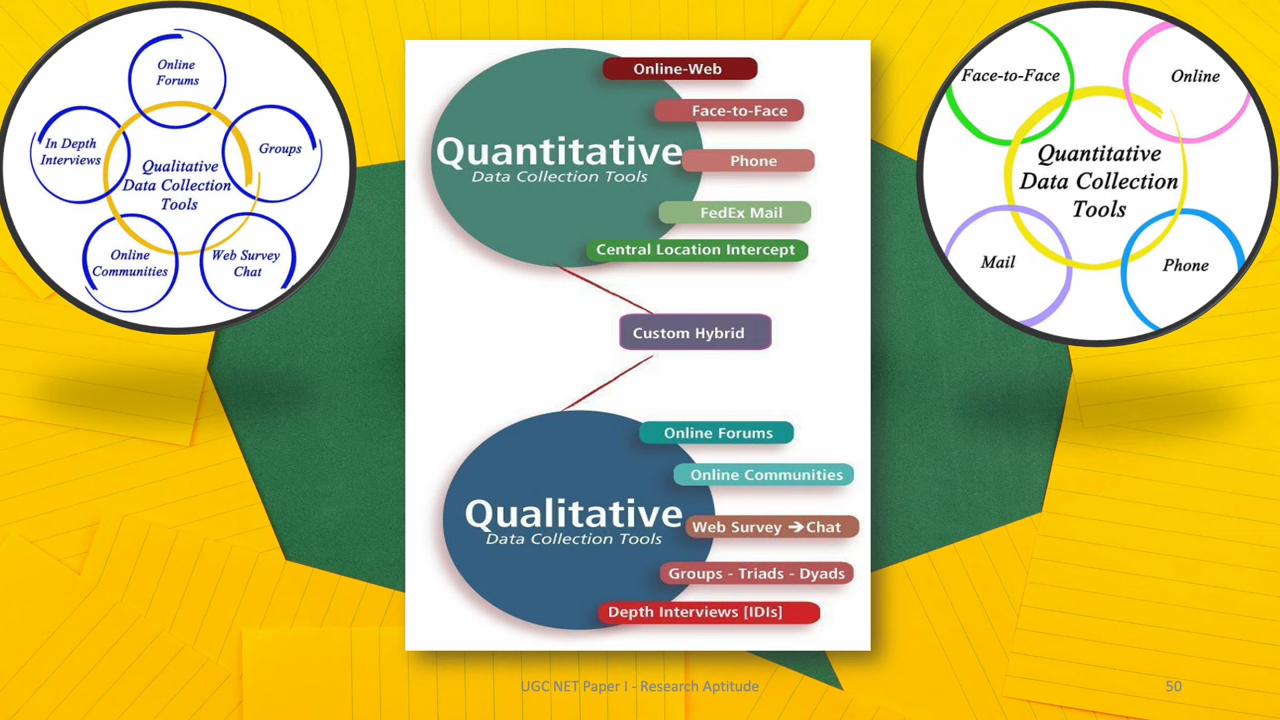 Online
Forums
In Depth
Interviews
Groups
Qualitative
Data Collection
Tools
Online
Communities
Web Survey
Chat
Quantitative
Data Collection Tools
Online-Web
Face-to-Face
Phone
FedEx Mail
Central Location Intercept
Custom Hybrid
Qualitative
Data Collection Tools
Online Forums
Online Communities
Web Survey ➔Chat
Groups - Triads - Dyads
Depth Interviews [IDIs]
Face-to-Face
Online
Quantitative
Data Collection
Tools
Mail
Phone
UGC NET Paper I - Research Aptitude
50